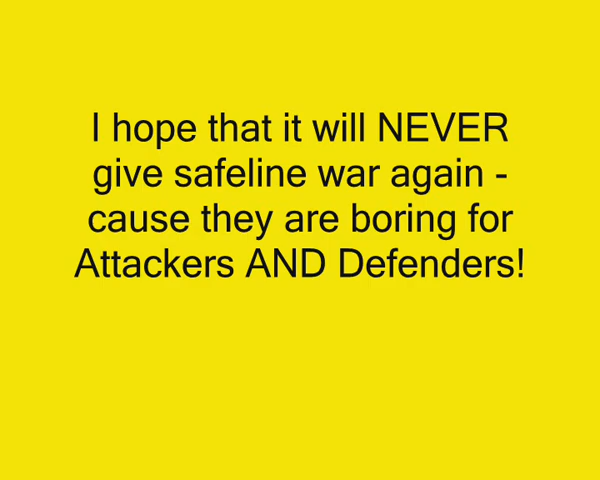 I hope that it will NEVER
give safeline war again -
cause they are boring for
Attackers AND Defenders!